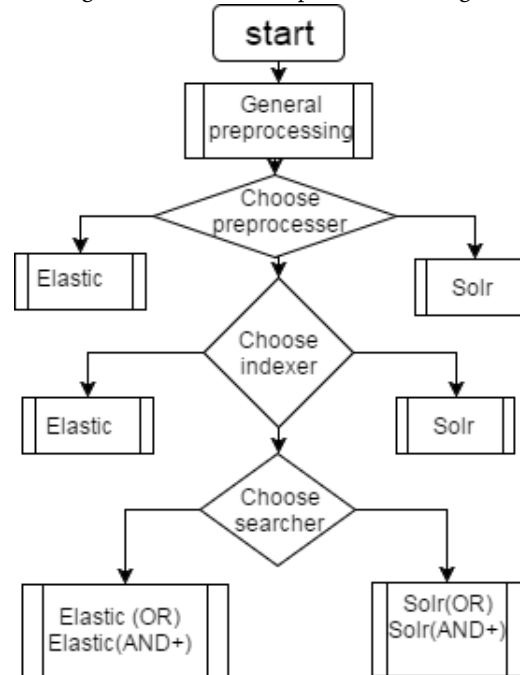 start
General
preprocessing
Choose
preprocesser
Elastic
Solr
Choose
indexer
Elastic
Solr
Choose
searcher
Elastic (OR)
Elastic(AND+)
Solr(OR)
Solr(AND+)